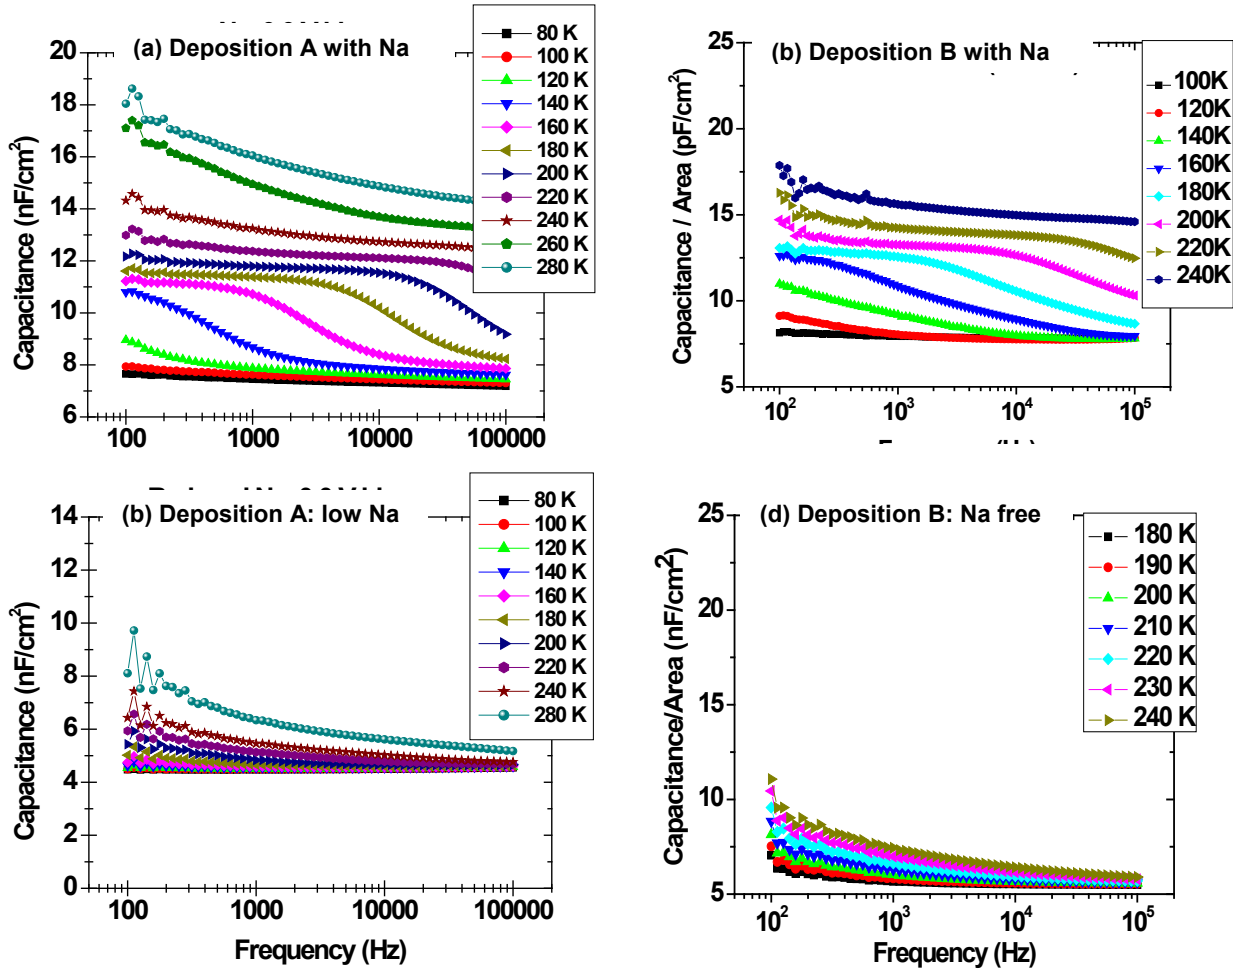 (a) Deposition A with Na
80 K
100 K
120 K
140 K
160 K
180 K
200 K
220 K
240 K
260 K
280 K
Capacitance (nF/cm²)
20
18
16
14
12
10
8
6
100
1000
10000
100000
(b) Deposition B with Na
100K
120K
140K
160K
180K
200K
220K
240K
Capacitance / Area (pF/cm²)
25
20
15
10
5
10²
10³
10⁴
10⁵
(b) Deposition A: low Na
80 K
100 K
120 K
140 K
160 K
180 K
200 K
220 K
240 K
280 K
Capacitance (nF/cm²)
14
12
10
8
6
4
2
0
100
1000
10000
100000
Frequency (Hz)
(d) Deposition B: Na free
180 K
190 K
200 K
210 K
220 K
230 K
240 K
Capacitance/Area (nF/cm²)
25
20
15
10
5
10²
10³
10⁴
10⁵
Frequency (Hz)